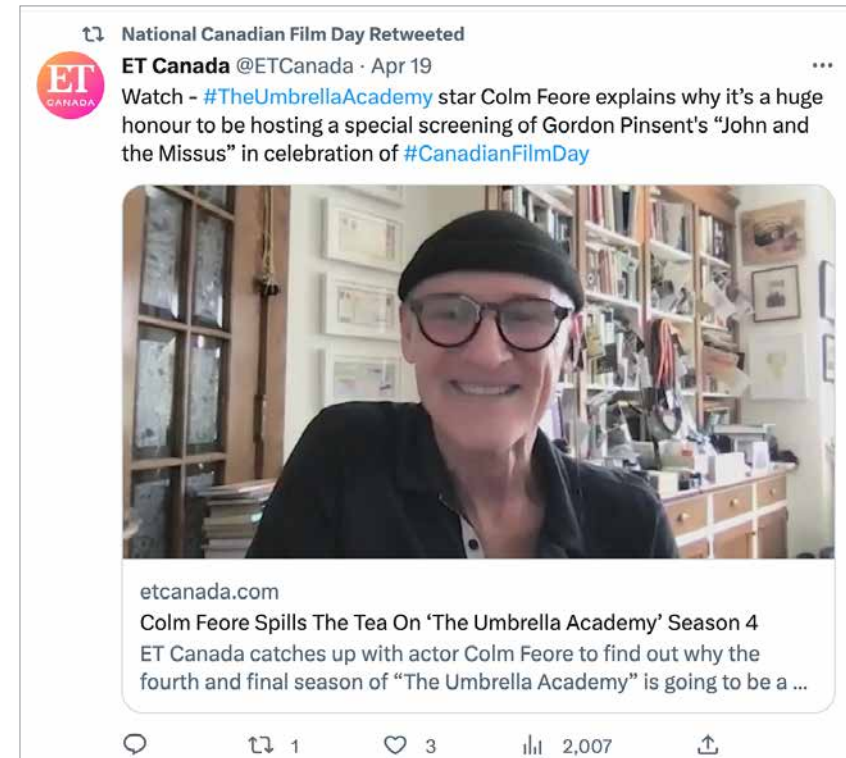 National Canadian Film Day Retweeted
ET Canada @ETCanada · Apr 19
ET
CANADA
Watch - #TheUmbrellaAcademy star Colm Feore explains why it's a huge
honour to be hosting a special screening of Gordon Pinsent's “John and
the Missus” in celebration of #CanadianFilmDay
etcanada.com
Colm Feore Spills The Tea On ‘The Umbrella Academy’ Season 4
ET Canada catches up with actor Colm Feore to find out why the
fourth and final season of “The Umbrella Academy” is going to be a ...
1 3 2,007